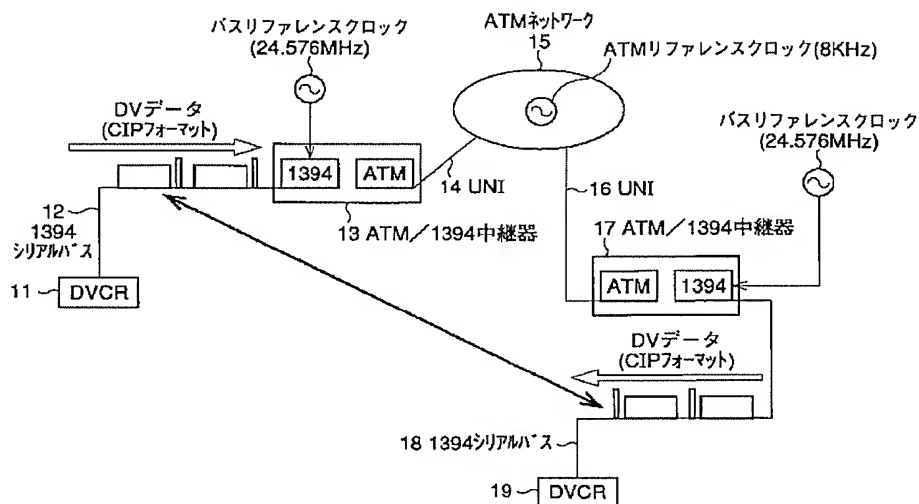 バスリファレンスクロック
(24.576MHz)
ATMネットワーク
15
ATMリファレンスクロック(8KHz)
DVデータ
(CIPフォーマット)
バスリファレンスクロック
(24.576MHz)
1394
ATM
14 UNI
16 UNI
12
1394
シリアルバス
13 ATM/1394中継器
17 ATM/1394中継器
11
DVCR
ATM
1394
DVデータ
(CIPフォーマット)
18 1394シリアルバス
19
DVCR